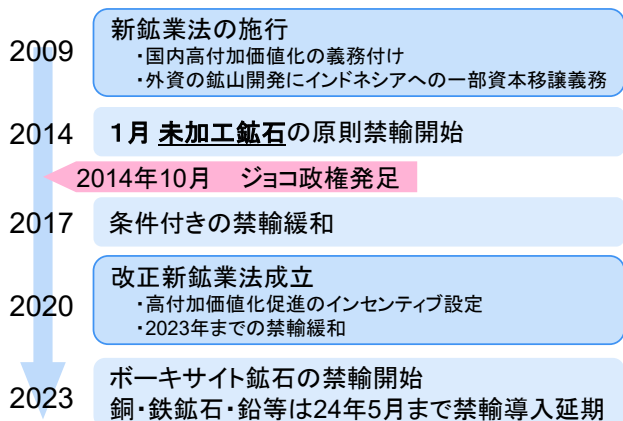 2009
新鉱業法の施行
・国内高付加価値化の義務付け
・外資の鉱山開発にインドネシアへの一部資本移譲義務
2014
１月 未加工鉱石の原則禁輸開始
2014年10月 ジョコ政権発足
2017
条件付きの禁輸緩和
2020
改正新鉱業法成立
・高付加価値化促進のインセンティブ設定
・2023年までの禁輸緩和
2023
ボーキサイト鉱石の禁輸開始
銅・鉄鉱石・鉛等は24年5月まで禁輸導入延期